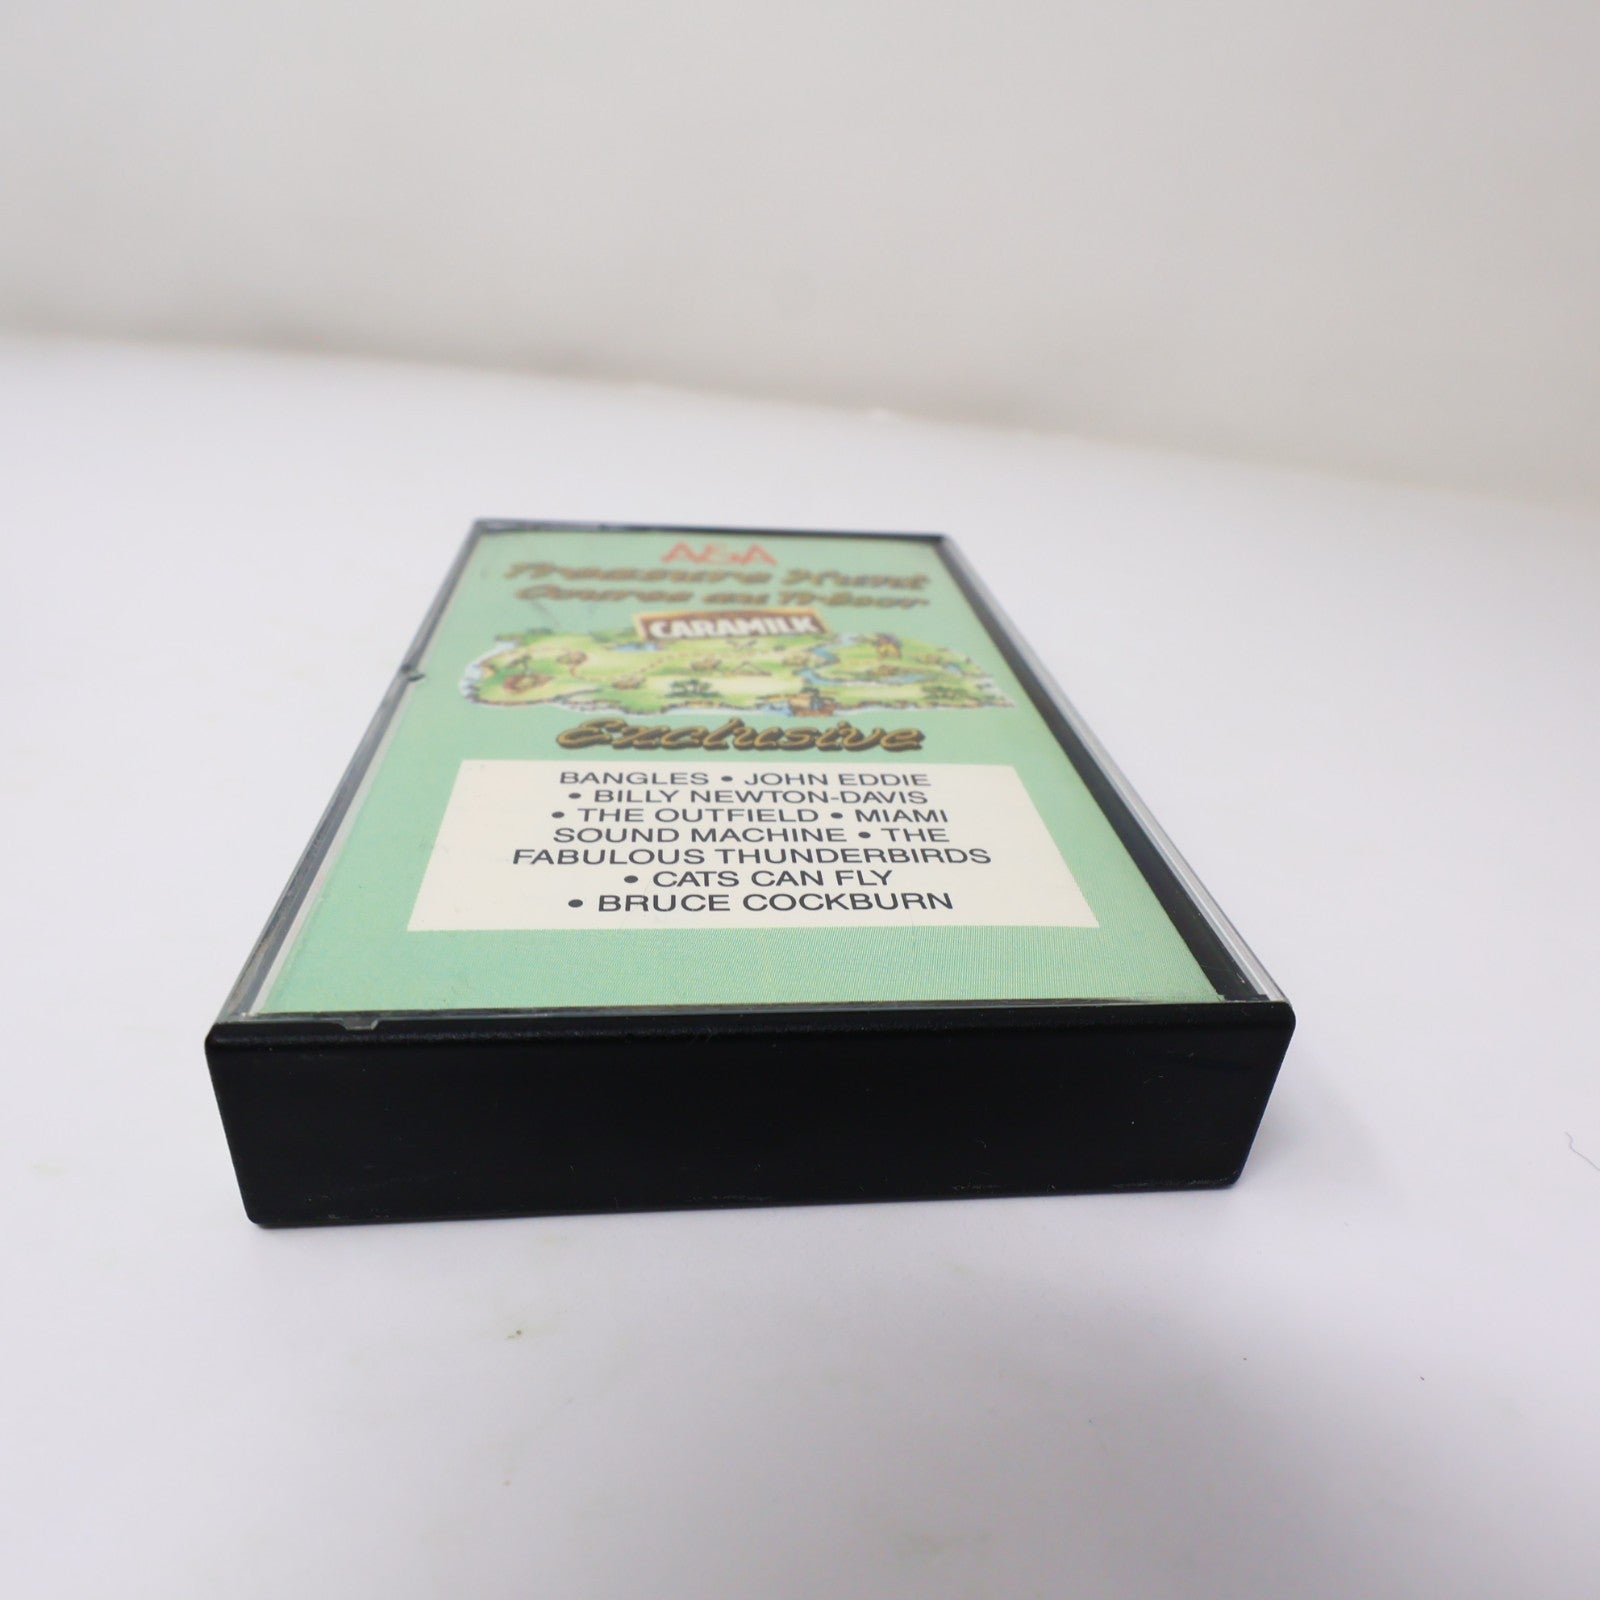 A&A
Treasure Hunt
Course au Trésor
CARAMILK
Exclusive
BANGLES • JOHN EDDIE
• BILLY NEWTON-DAVIS
• THE OUTFIELD • MIAMI
SOUND MACHINE • THE
FABULOUS THUNDERBIRDS
• CATS CAN FLY
• BRUCE COCKBURN